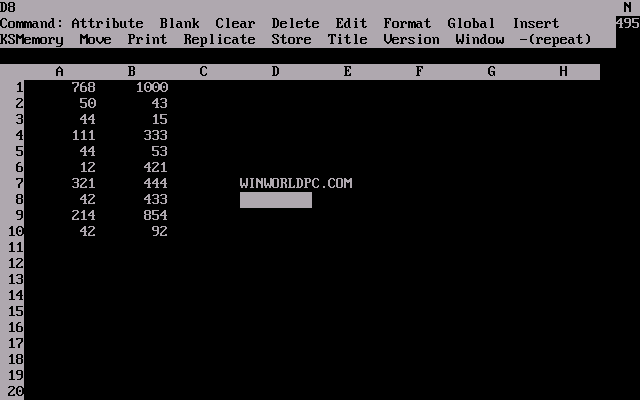 D8 N
Command: Attribute Blank Clear Delete Edit Format Global Insert 495
KSMemory Move Print Replicate Store Title Version Window -(repeat)
A B C D E F G H
1 768 1000
2 50 43
3 44 15
4 111 333
5 44 53
6 12 421
7 321 444 WINWORLDPC.COM
8 42 433
9 214 854
10 42 92
11
12
13
14
15
16
17
18
19
20